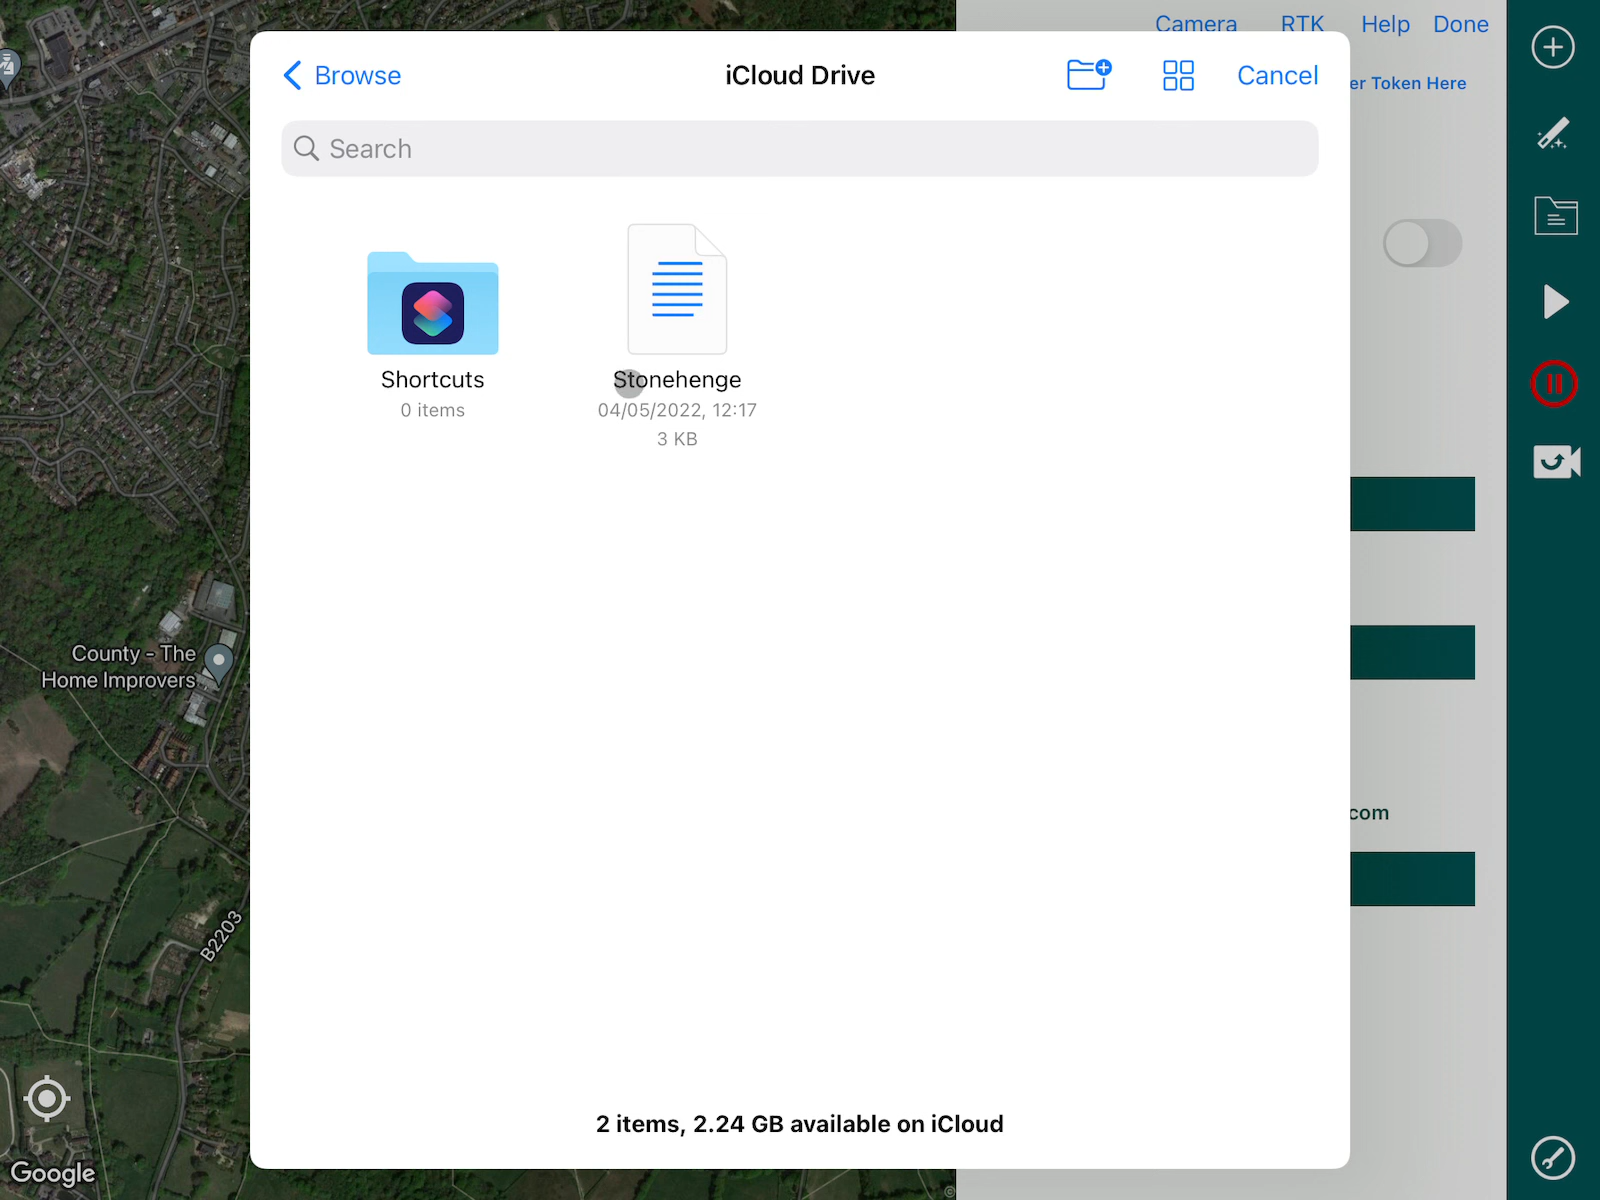 Camera RTK Help Done
Browse iCloud Drive Cancel
er Token Here
Search
Shortcuts
0 items
Stonehenge
04/05/2022, 12:17
3 KB
County - The
Home Improvers
com
B2203
2 items, 2.24 GB available on iCloud
Google